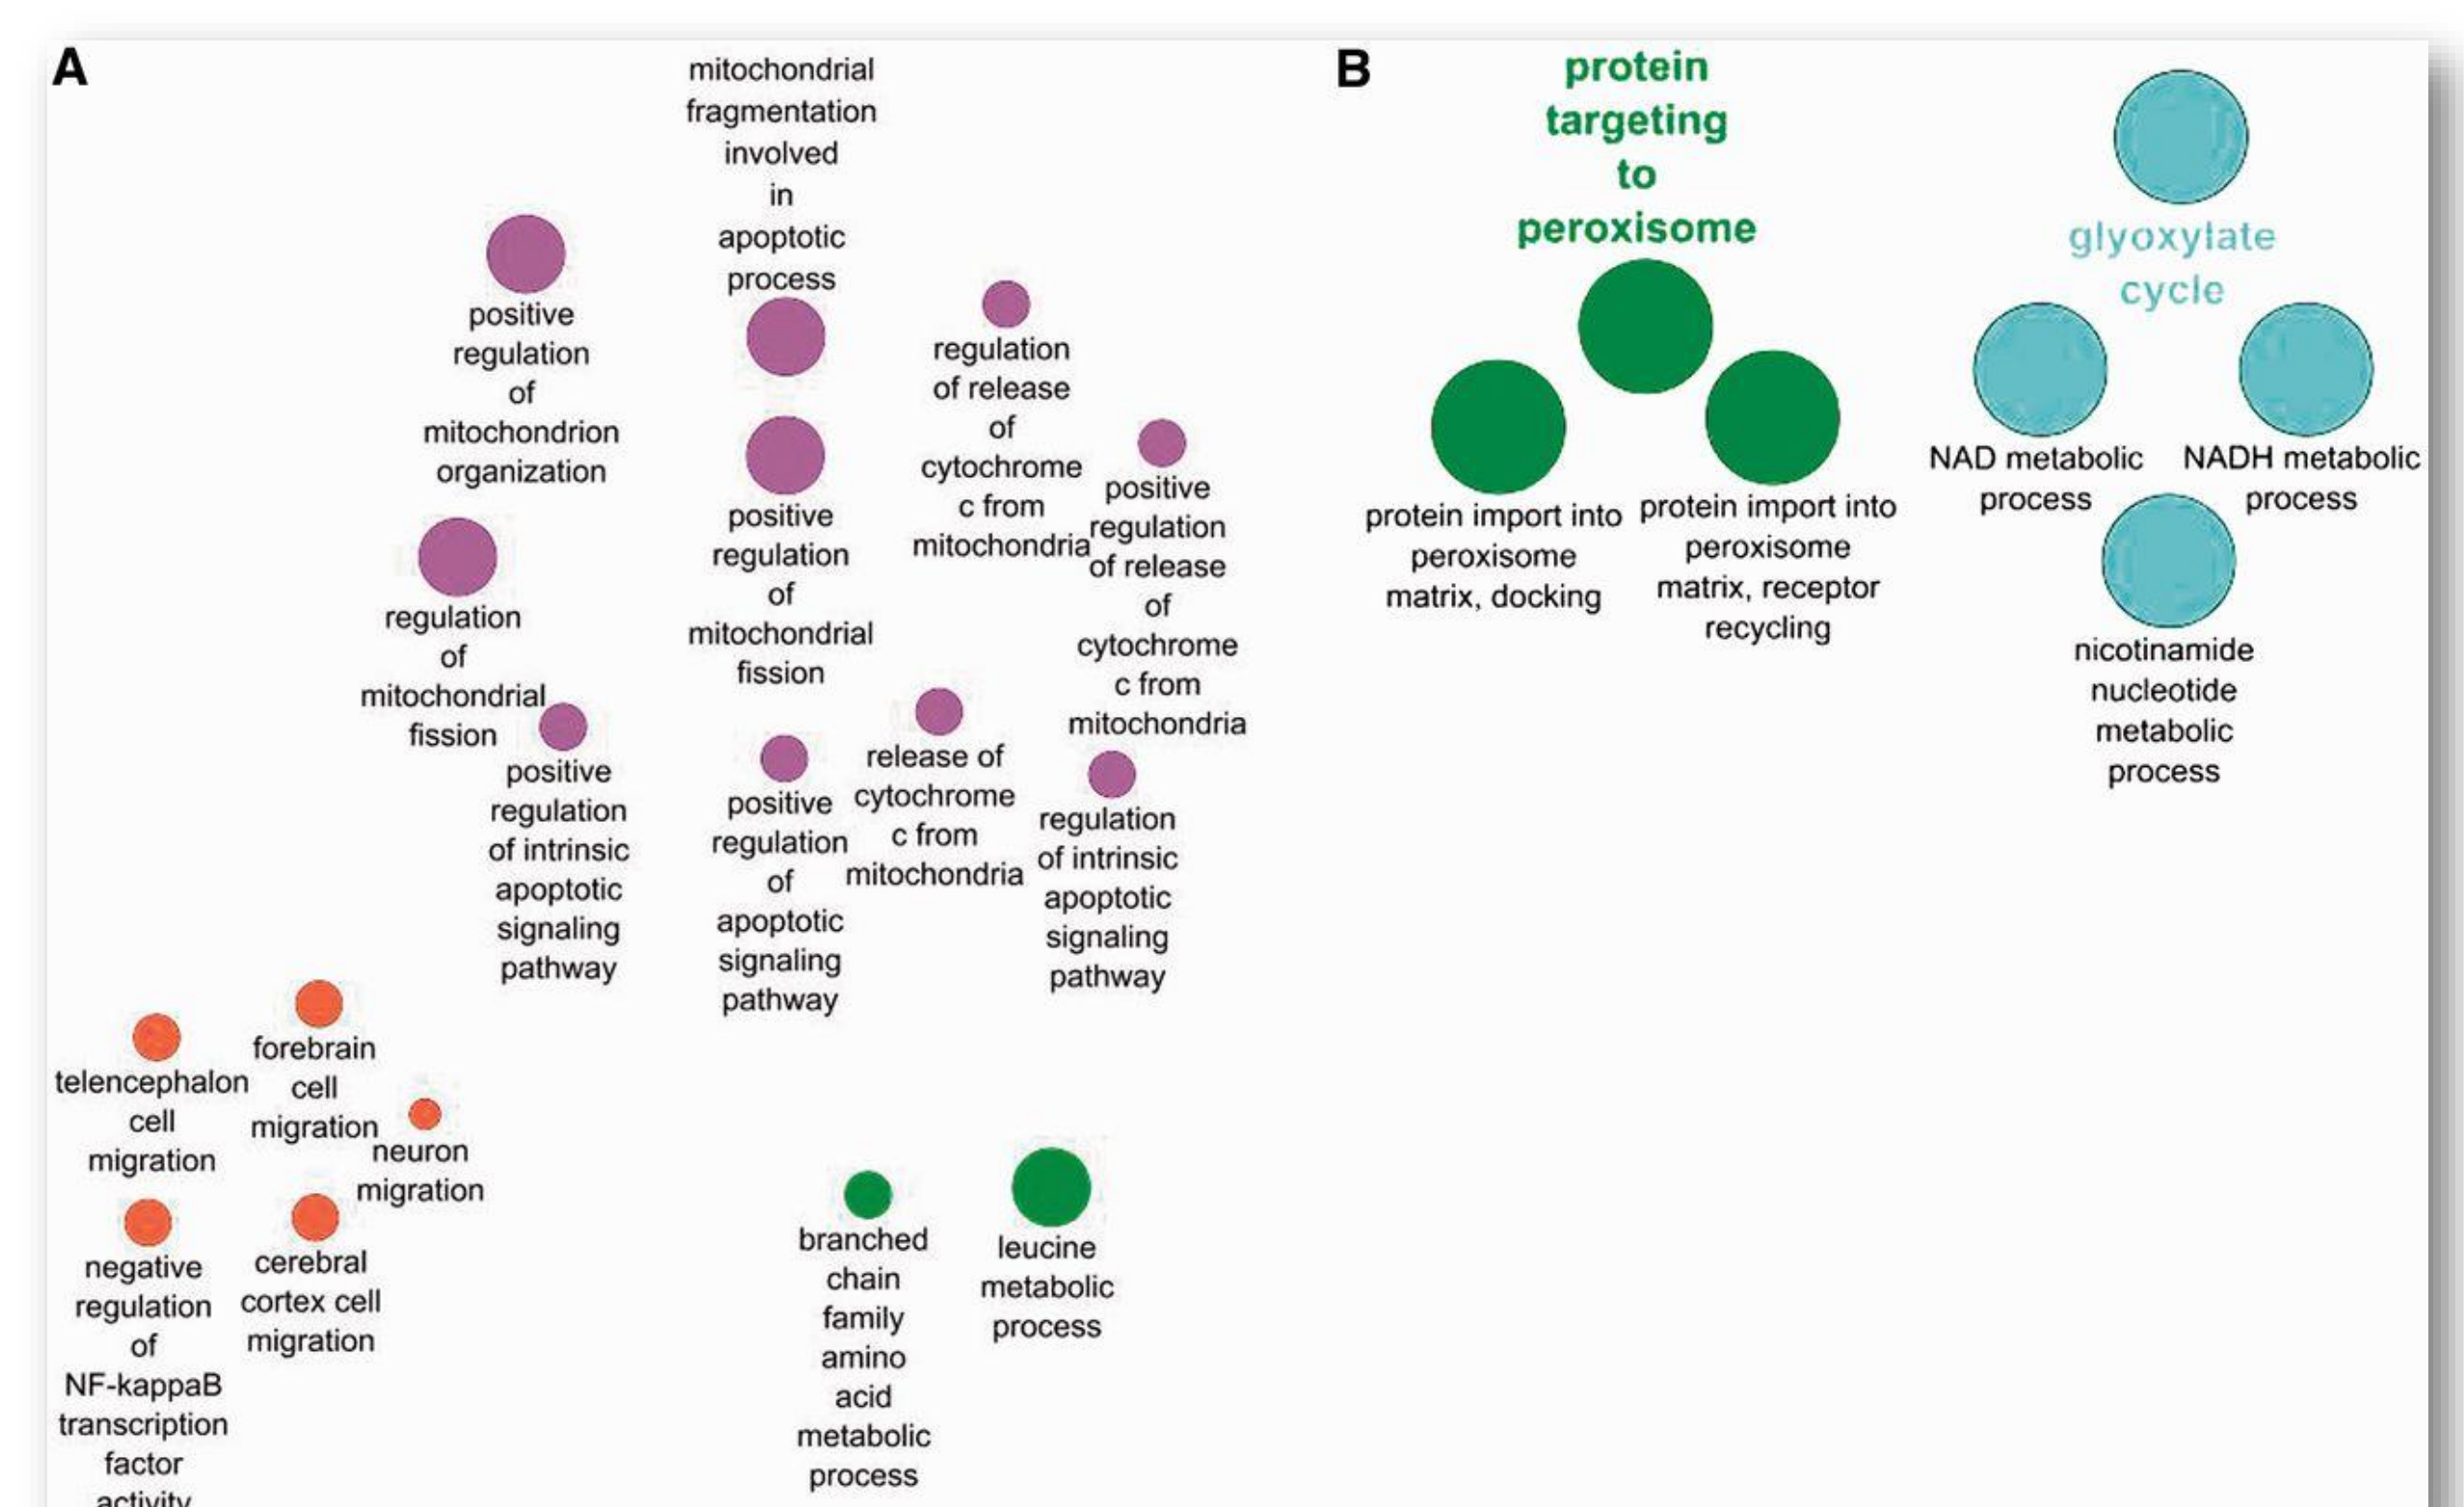 A
mitochondrial
fragmentation
involved
in
apoptotic
process
positive
regulation
of
mitochondrion
organization
regulation
of release
of
cytochrome
c from
mitochondria
positive
regulation
of release
of
cytochrome
c from
mitochondria
positive
regulation
of
mitochondrial
fission
regulation
of
mitochondrial
fission
positive
regulation
of intrinsic
apoptotic
signaling
pathway
positive
regulation
of
apoptotic
signaling
pathway
release of
cytochrome
c from
mitochondria
regulation
of intrinsic
apoptotic
signaling
pathway
telencephalon
cell
migration
forebrain
cell
migration
neuron
migration
negative
regulation
of
NF-kappaB
transcription
factor
activity
cerebral
cortex cell
migration
branched
chain
family
amino
acid
metabolic
process
leucine
metabolic
process
B
protein
targeting
to
peroxisome
protein import into
peroxisome
matrix, docking
protein import into
peroxisome
matrix, receptor
recycling
glyoxylate
cycle
NAD metabolic
process
NADH metabolic
process
nicotinamide
nucleotide
metabolic
process